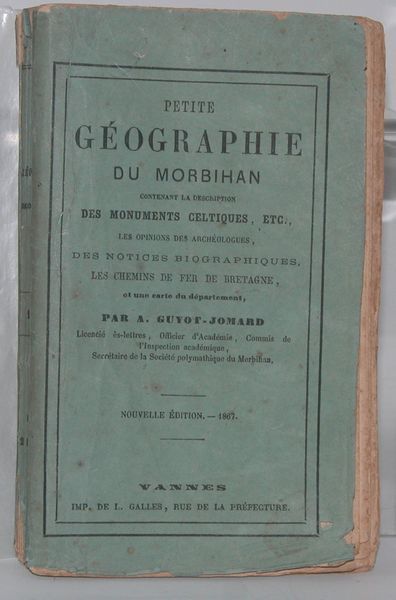 PETITE
GÉOGRAPHIE
DU MORBIHAN
CONTENANT LA DESCRIPTION
DES MONUMENTS CELTIQUES, ETC.,
LES OPINIONS DES ARCHÉOLOGUES,
DES NOTICES BIOGRAPHIQUES,
LES CHEMINS DE FER DE BRETAGNE,
et une carte du département,
PAR A. GUYOT-JOMARD
Licencié ès-lettres, Officier d'Académie, Commis de
l'Inspection académique,
Secrétaire de la Société polymathique du Morbihan,
NOUVELLE ÉDITION. — 1867.
VANNES
IMP. DE L. GALLES, RUE DE LA PRÉFECTURE.